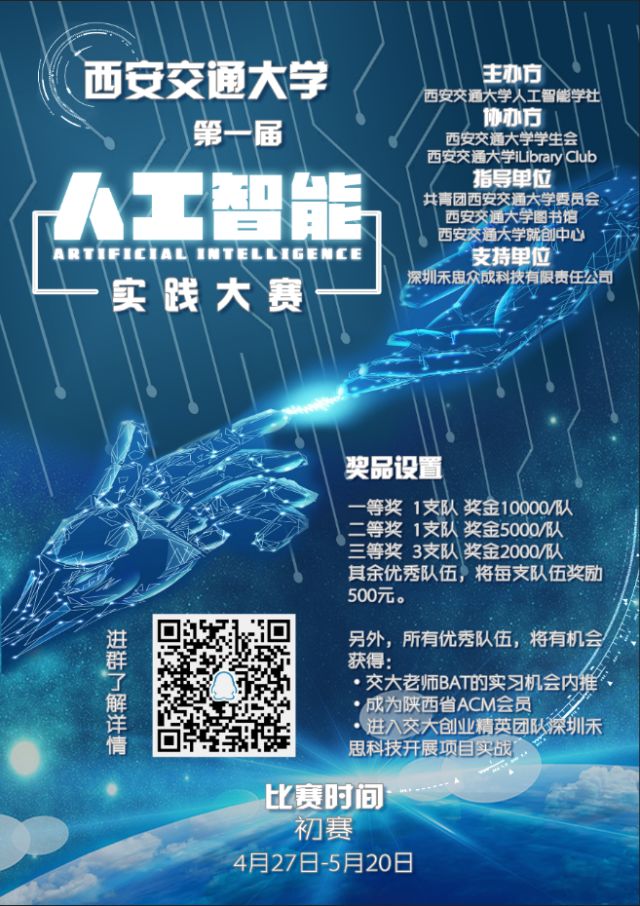 西安交通大学
第一届
人工智能
ARTIFICIAL INTELLIGENCE
实践大赛
主办方
西安交通大学人工智能学社
协办方
西安交通大学学生会
西安交通大学iLibrary Club
指导单位
共青团西安交通大学委员会
西安交通大学图书馆
西安交通大学就创中心
支持单位
深圳禾思众成科技有限责任公司
奖品设置
一等奖 1支队 奖金10000/队
二等奖 1支队 奖金5000/队
三等奖 3支队 奖金2000/队
其余优秀队伍，将每支队伍奖励
500元。
另外，所有优秀队伍，将有机会
获得：
•交大老师BAT的实习机会内推
•成为陕西省ACM会员
•进入交大创业精英团队深圳禾
思科技开展项目实战
进群了解详情
比赛时间
初赛
4月27日-5月20日